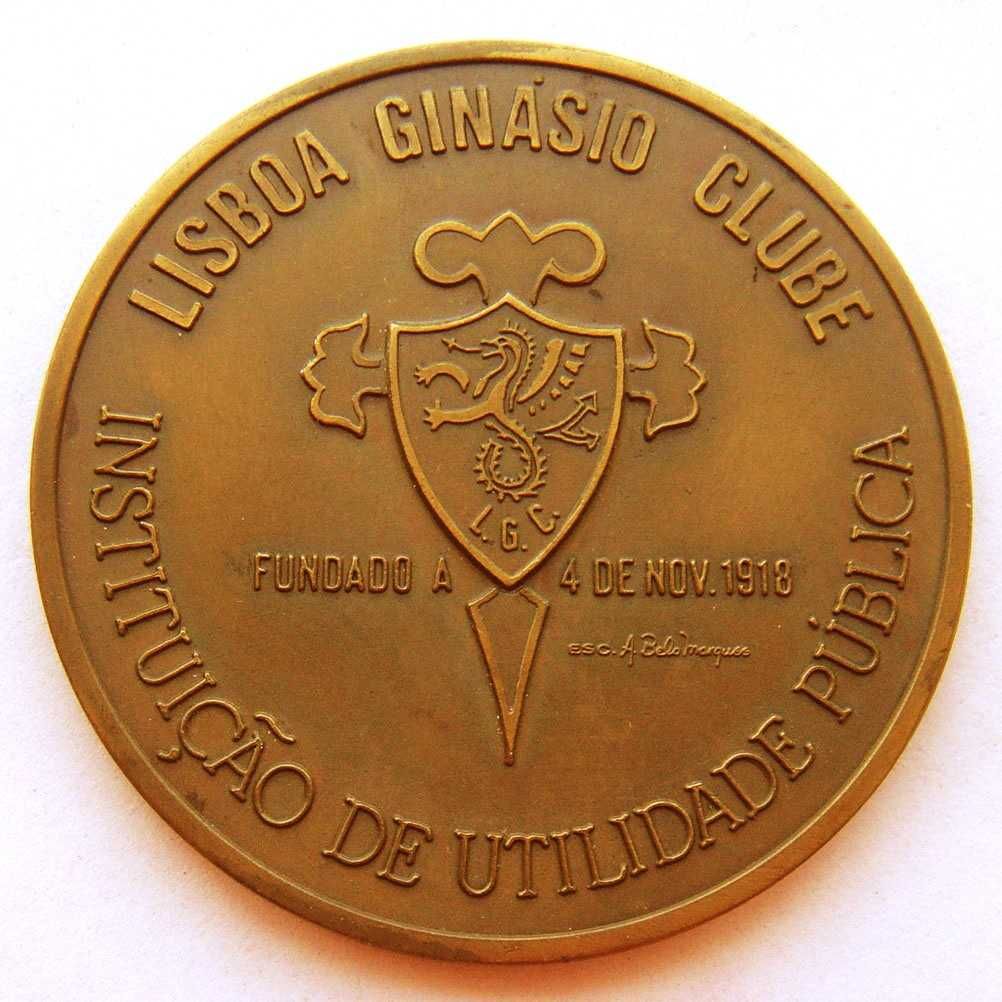 LISBOA GINÁSIO CLUBE
L. G. C.
FUNDADO A 4 DE NOV. 1918
ESC. A. Belo Marques
INSTITUIÇÃO DE UTILIDADE PÚBLICA